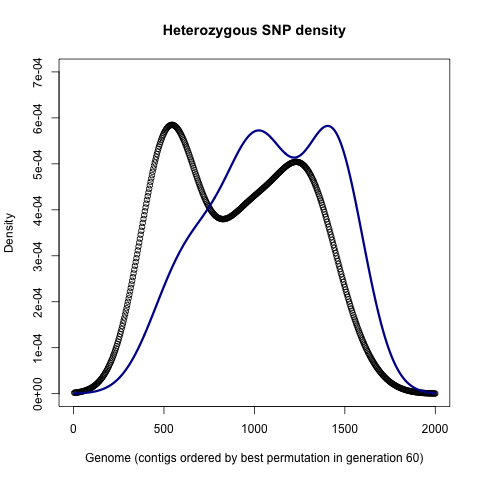 Heterozygous SNP density
Density
7e-04
6e-04
5e-04
4e-04
3e-04
2e-04
1e-04
0e+00
0 500 1000 1500 2000
Genome (contigs ordered by best permutation in generation 60)